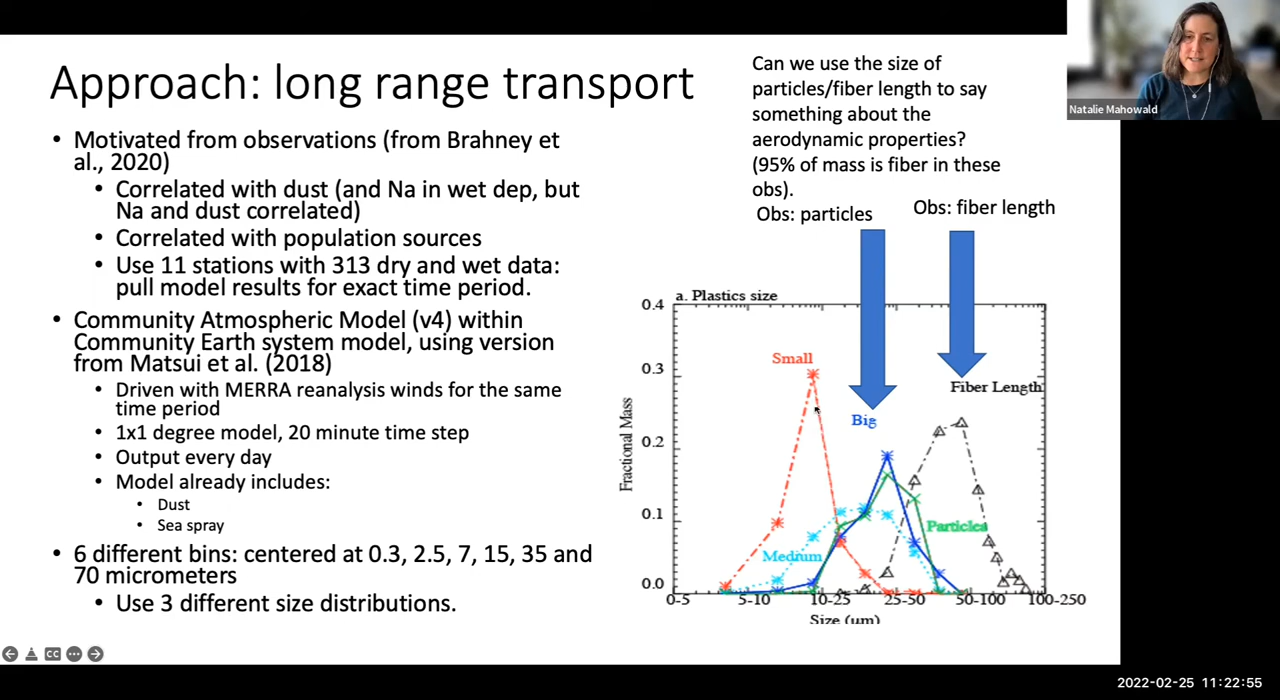 Approach: long range transport
• Motivated from observations (from Brahney et
al., 2020)
• Correlated with dust (and Na in wet dep, but
Na and dust correlated)
• Correlated with population sources
• Use 11 stations with 313 dry and wet data:
pull model results for exact time period.
• Community Atmospheric Model (v4) within
Community Earth system model, using version
from Matsui et al. (2018)
• Driven with MERRA reanalysis winds for the same
time period
• 1x1 degree model, 20 minute time step
• Output every day
• Model already includes:
• Dust
• Sea spray
• 6 different bins: centered at 0.3, 2.5, 7, 15, 35 and
70 micrometers
• Use 3 different size distributions.
Can we use the size of
particles/fiber length to say
something about the
aerodynamic properties?
(95% of mass is fiber in these
obs).
Obs: particles
Obs: fiber length
a. Plastics size
0.4
0.3
0.2
0.1
0.0
Fractional Mass
Small
Big
Fiber Length
Medium
Particles
0-5 5-10 10-25 25-50 50-100 100-250
Size (um)
CC
Natalie Mahowald
2022-02-25 11:22:55